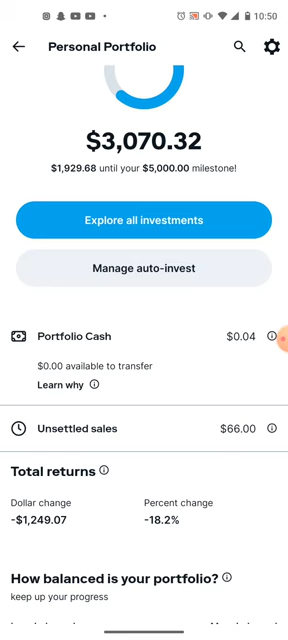 10:50
Personal Portfolio
$3,070.32
$1,929.68 until your $5,000.00 milestone!
Explore all investments
Manage auto-invest
Portfolio Cash $0.04
$0.00 available to transfer
Learn why
Unsettled sales $66.00
Total returns
Dollar change Percent change
-$1,249.07 -18.2%
How balanced is your portfolio?
keep up your progress